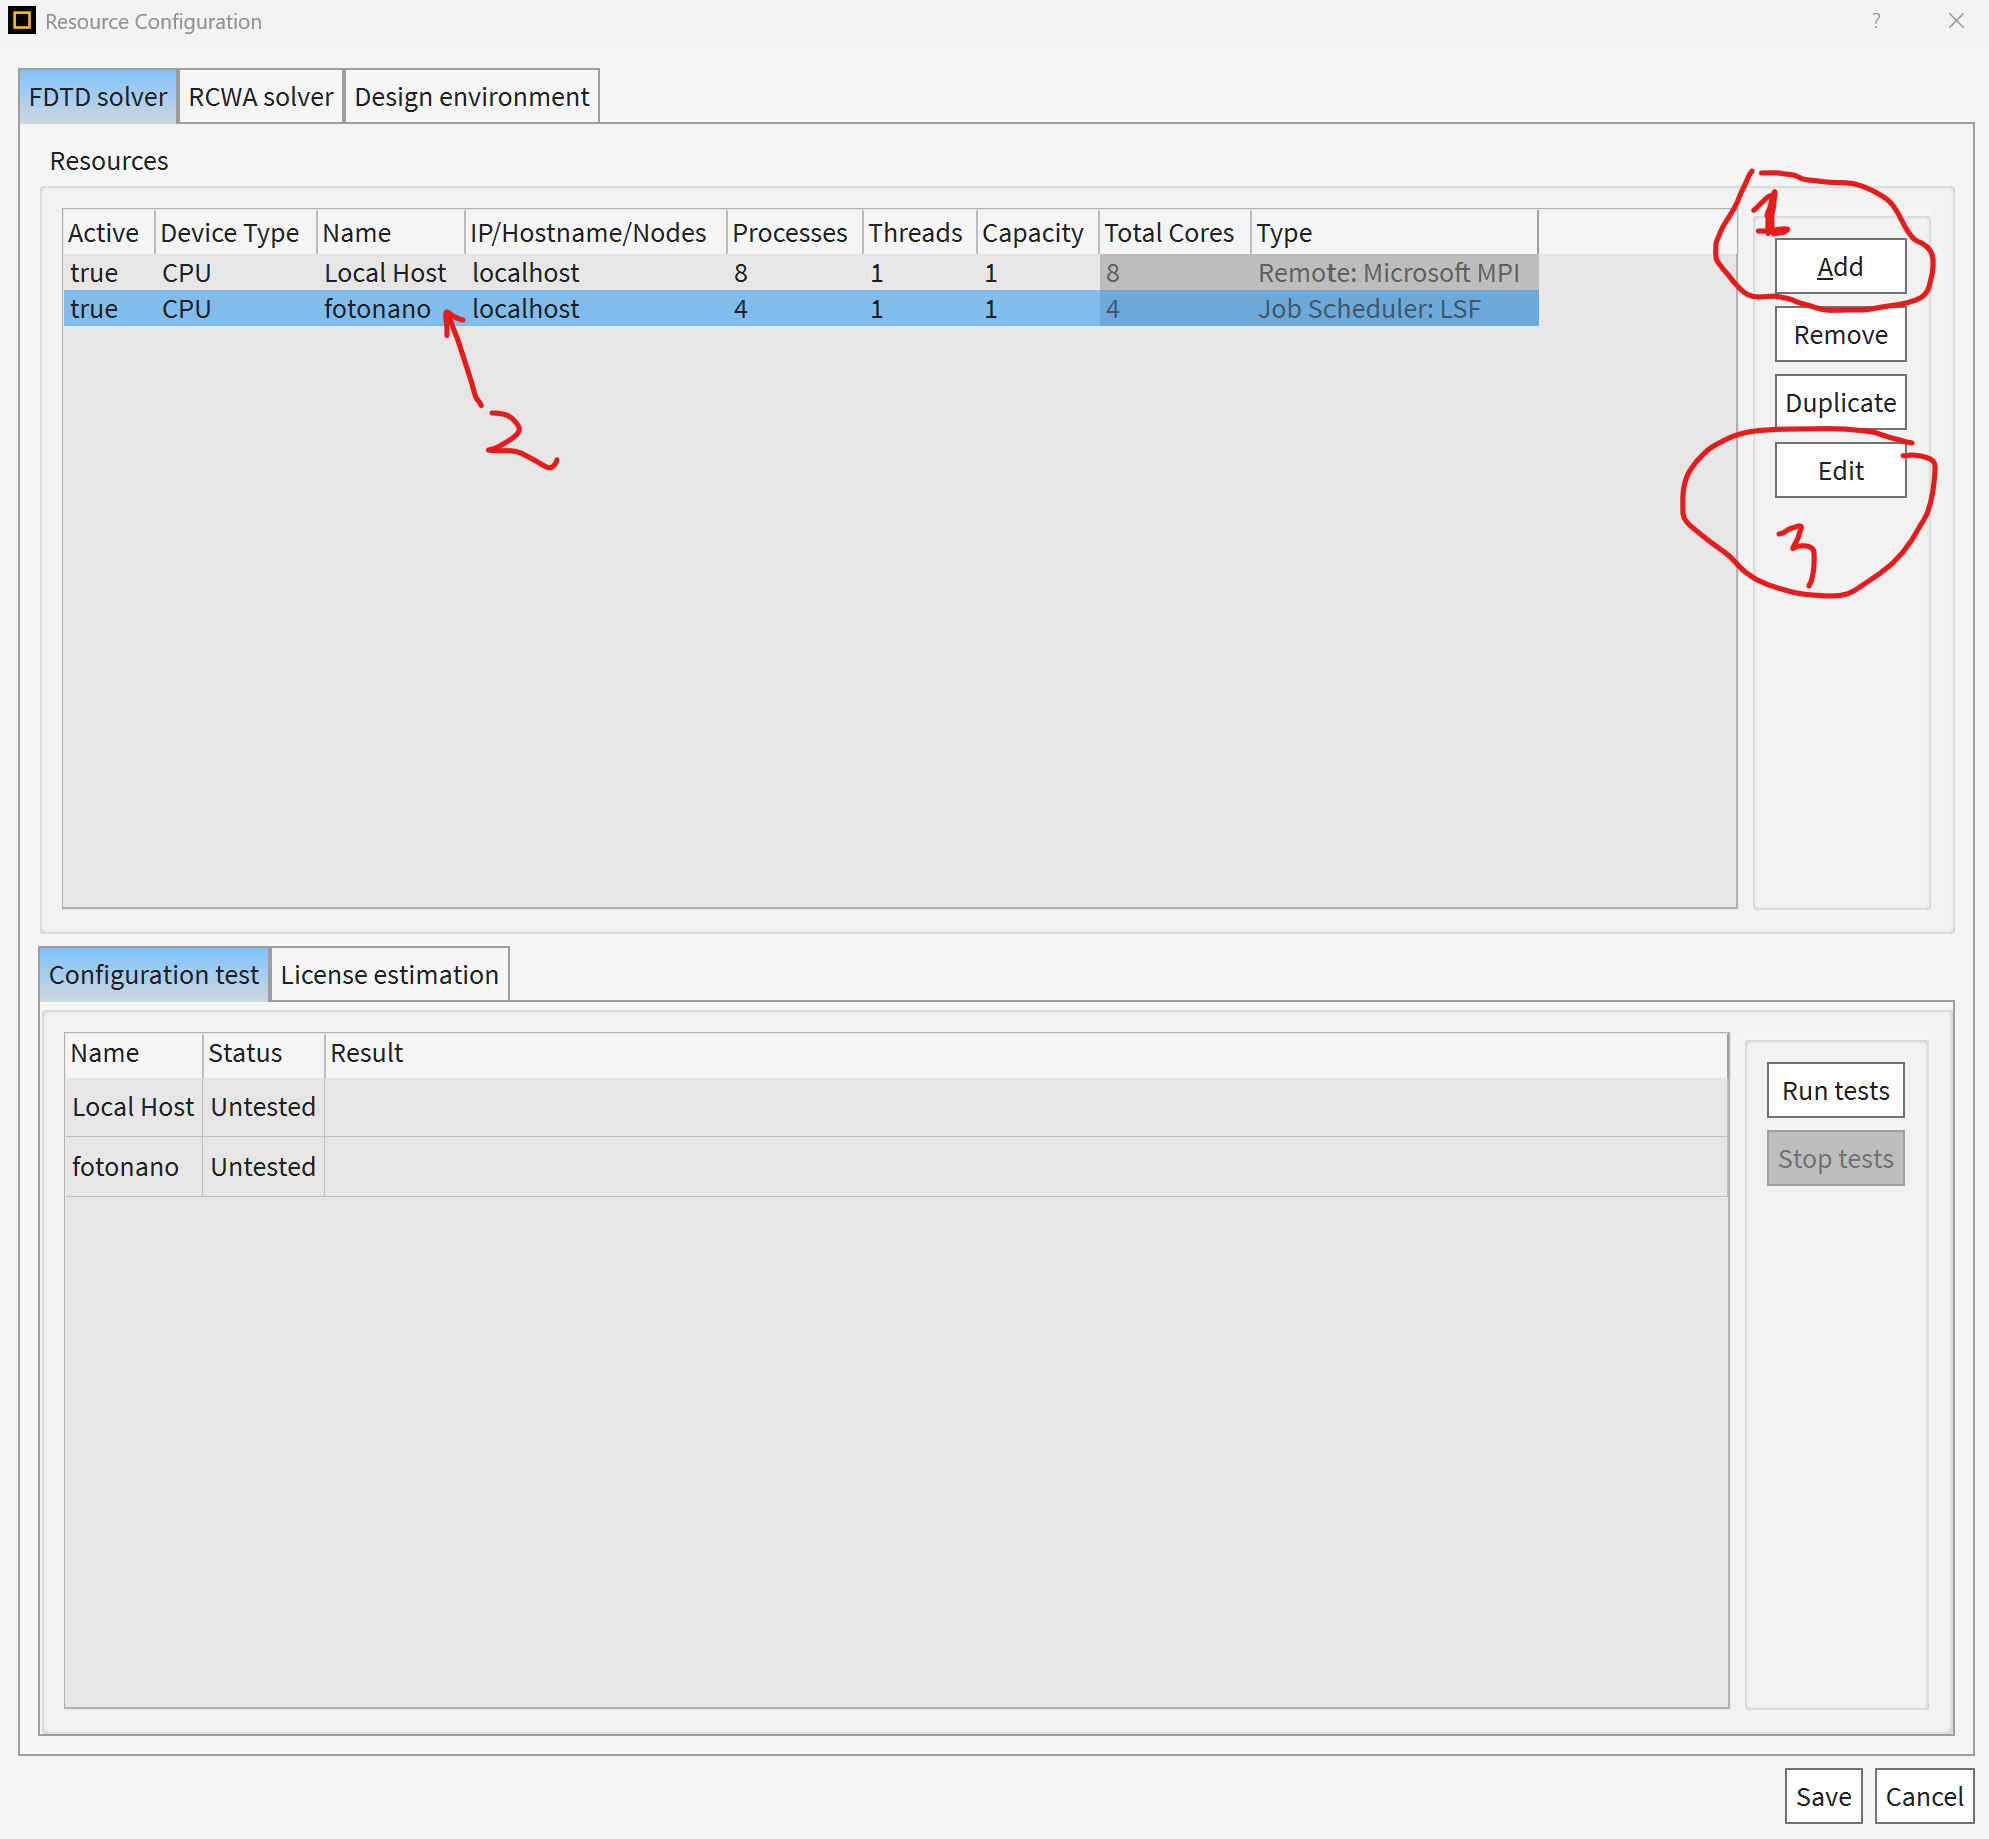 Resource Configuration ?
FDTD solver RCWA solver Design environment
Resources
1
Active Device Type Name IP/Hostname/Nodes Processes Threads Capacity Total Cores Type
Add
true CPU Local Host localhost 8 1 1 8 Remote: Microsoft MPI
true CPU fotonano localhost 4 1 1 4 Job Scheduler: LSF
Remove
Duplicate
2
Edit
3
Configuration test License estimation
Name Status Result
Local Host Untested
Run tests
fotonano Untested
Stop tests
Save Cancel